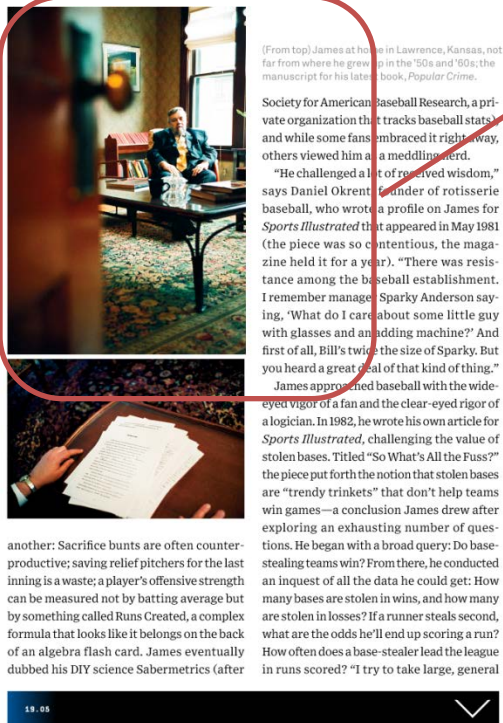 (From top) James at home in Lawrence, Kansas, not
far from where he grew up in the '50s and '60s; the
manuscript for his latest book, Popular Crime.
another: Sacrifice bunts are often counter-
productive; saving relief pitchers for the last
inning is a waste; a player's offensive strength
can be measured not by batting average but
by something called Runs Created, a complex
formula that looks like it belongs on the back
of an algebra flash card. James eventually
dubbed his DIY science Sabermetrics (after
Society for American Baseball Research, a pri-
vate organization that tracks baseball stats),
and while some fans embraced it right away,
others viewed him as a meddling nerd.
"He challenged a lot of received wisdom,"
says Daniel Okrent, founder of rotisserie
baseball, who wrote a profile on James for
Sports Illustrated that appeared in May 1981
(the piece was so contentious, the maga-
zine held it for a year). "There was resis-
tance among the baseball establishment.
I remember manager Sparky Anderson say-
ing, 'What do I care about some little guy
with glasses and an adding machine?' And
first of all, Bill's twice the size of Sparky. But
you heard a great deal of that kind of thing."
James approached baseball with the wide-
eyed vigor of a fan and the clear-eyed rigor of
a logician. In 1982, he wrote his own article for
Sports Illustrated, challenging the value of
stolen bases. Titled "So What's All the Fuss?"
the piece put forth the notion that stolen bases
are "trendy trinkets" that don't help teams
win games—a conclusion James drew after
exploring an exhausting number of ques-
tions. He began with a broad query: Do base-
stealing teams win? From there, he conducted
an inquest of all the data he could get: How
many bases are stolen in wins, and how many
are stolen in losses? If a runner steals second,
what are the odds he'll end up scoring a run?
How often does a base-stealer lead the league
in runs scored? "I try to take large, general
19.05